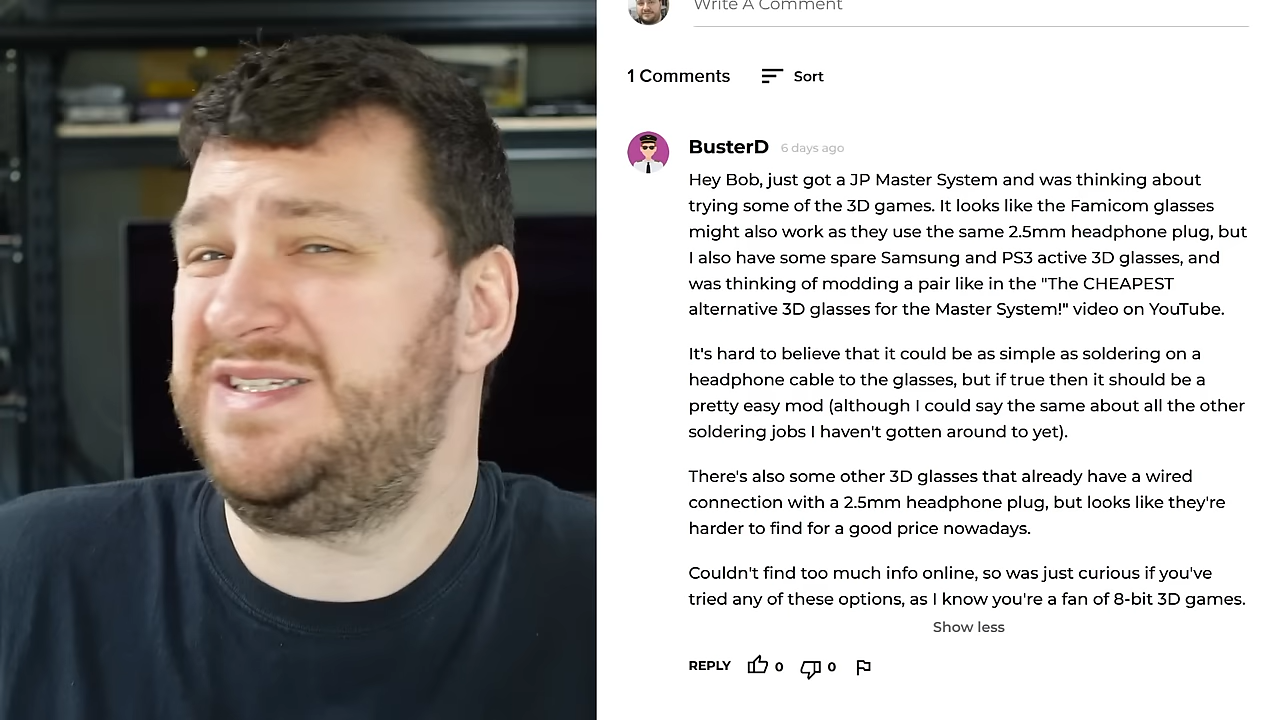 Write A Comment
1 Comments
Sort
BusterD 6 days ago
Hey Bob, just got a JP Master System and was thinking about
trying some of the 3D games. It looks like the Famicom glasses
might also work as they use the same 2.5mm headphone plug, but
I also have some spare Samsung and PS3 active 3D glasses, and
was thinking of modding a pair like in the "The CHEAPEST
alternative 3D glasses for the Master System!" video on YouTube.
It's hard to believe that it could be as simple as soldering on a
headphone cable to the glasses, but if true then it should be a
pretty easy mod (although I could say the same about all the other
soldering jobs I haven't gotten around to yet).
There's also some other 3D glasses that already have a wired
connection with a 2.5mm headphone plug, but looks like they're
harder to find for a good price nowadays.
Couldn't find too much info online, so was just curious if you've
tried any of these options, as I know you're a fan of 8-bit 3D games.
Show less
REPLY 0 0